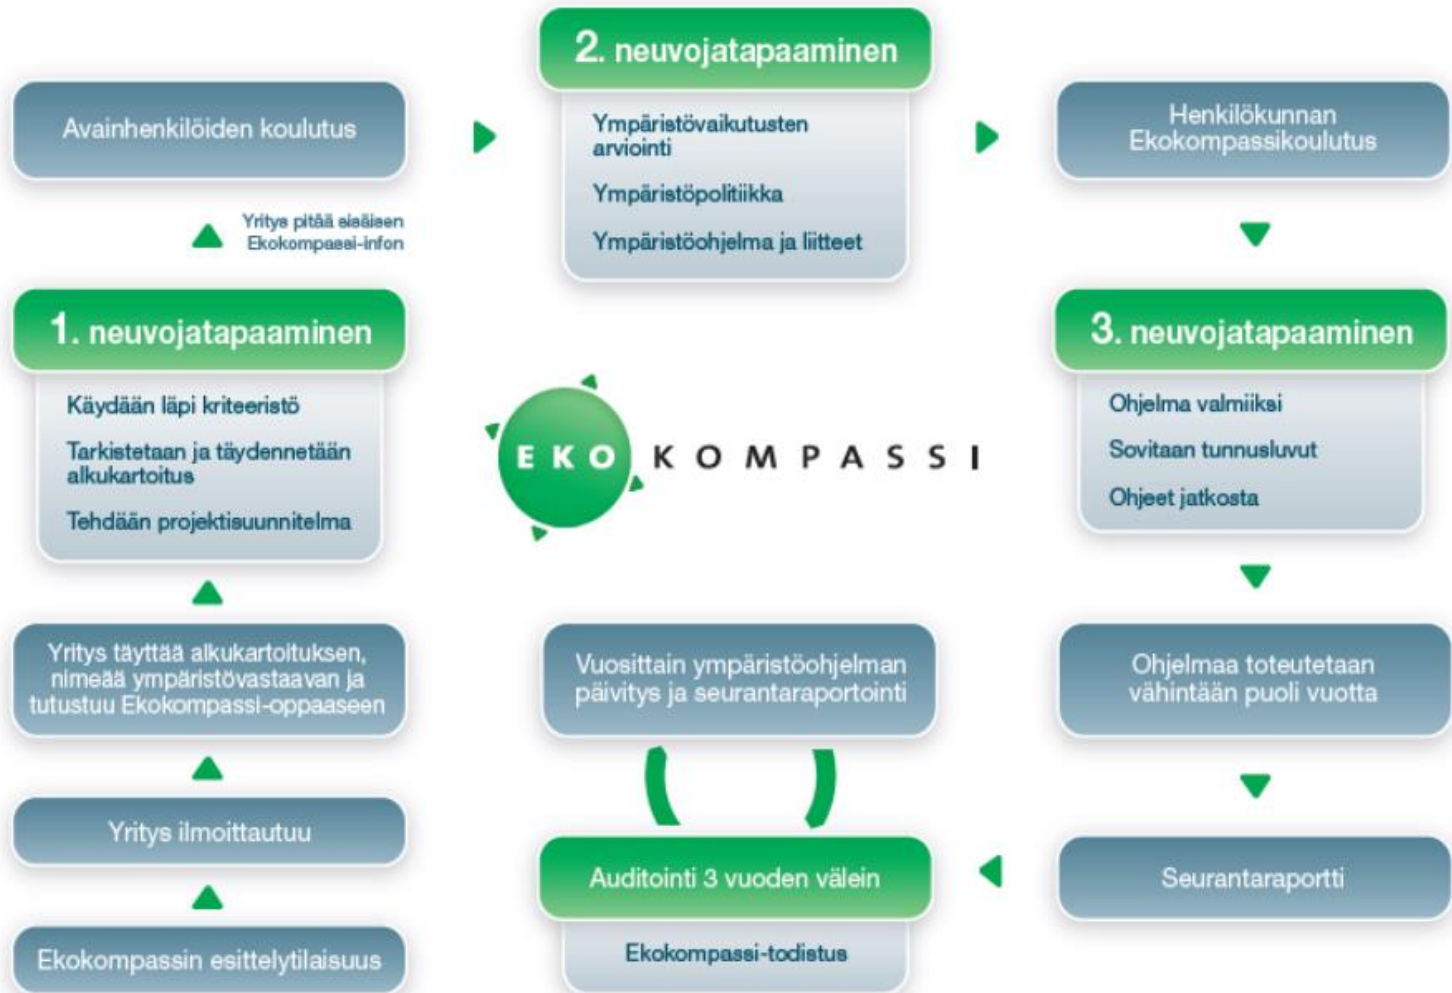 2. neuvojatapaaminen
Ympäristövaikutusten
arviointi
Ympäristöpolitiikka
Ympäristöohjelma ja liitteet
Avainhenkilöiden koulutus
Henkilökunnan
Ekokompassikoulutus
Yritys pitää sisäisen
Ekokompassi-infon
1. neuvojatapaaminen
Käydään läpi kriteeristö
Tarkistetaan ja täydennetään
alkukartoitus
Tehdään projektisuunnitelma
3. neuvojatapaaminen
Ohjelma valmiiksi
Sovitaan tunnusluvut
Ohjeet jatkosta
EKOKOMPASSI
Yritys täyttää alkukartoituksen,
nimeää ympäristövastaavan ja
tutustuu Ekokompassi-oppaaseen
Vuosittain ympäristöohjelman
päivitys ja seurantaraportointi
Ohjelmaa toteutetaan
vähintään puoli vuotta
Yritys ilmoittautuu
Auditointi 3 vuoden välein
Ekokompassi-todistus
Seurantaraportti
Ekokompassin esittelytilaisuus